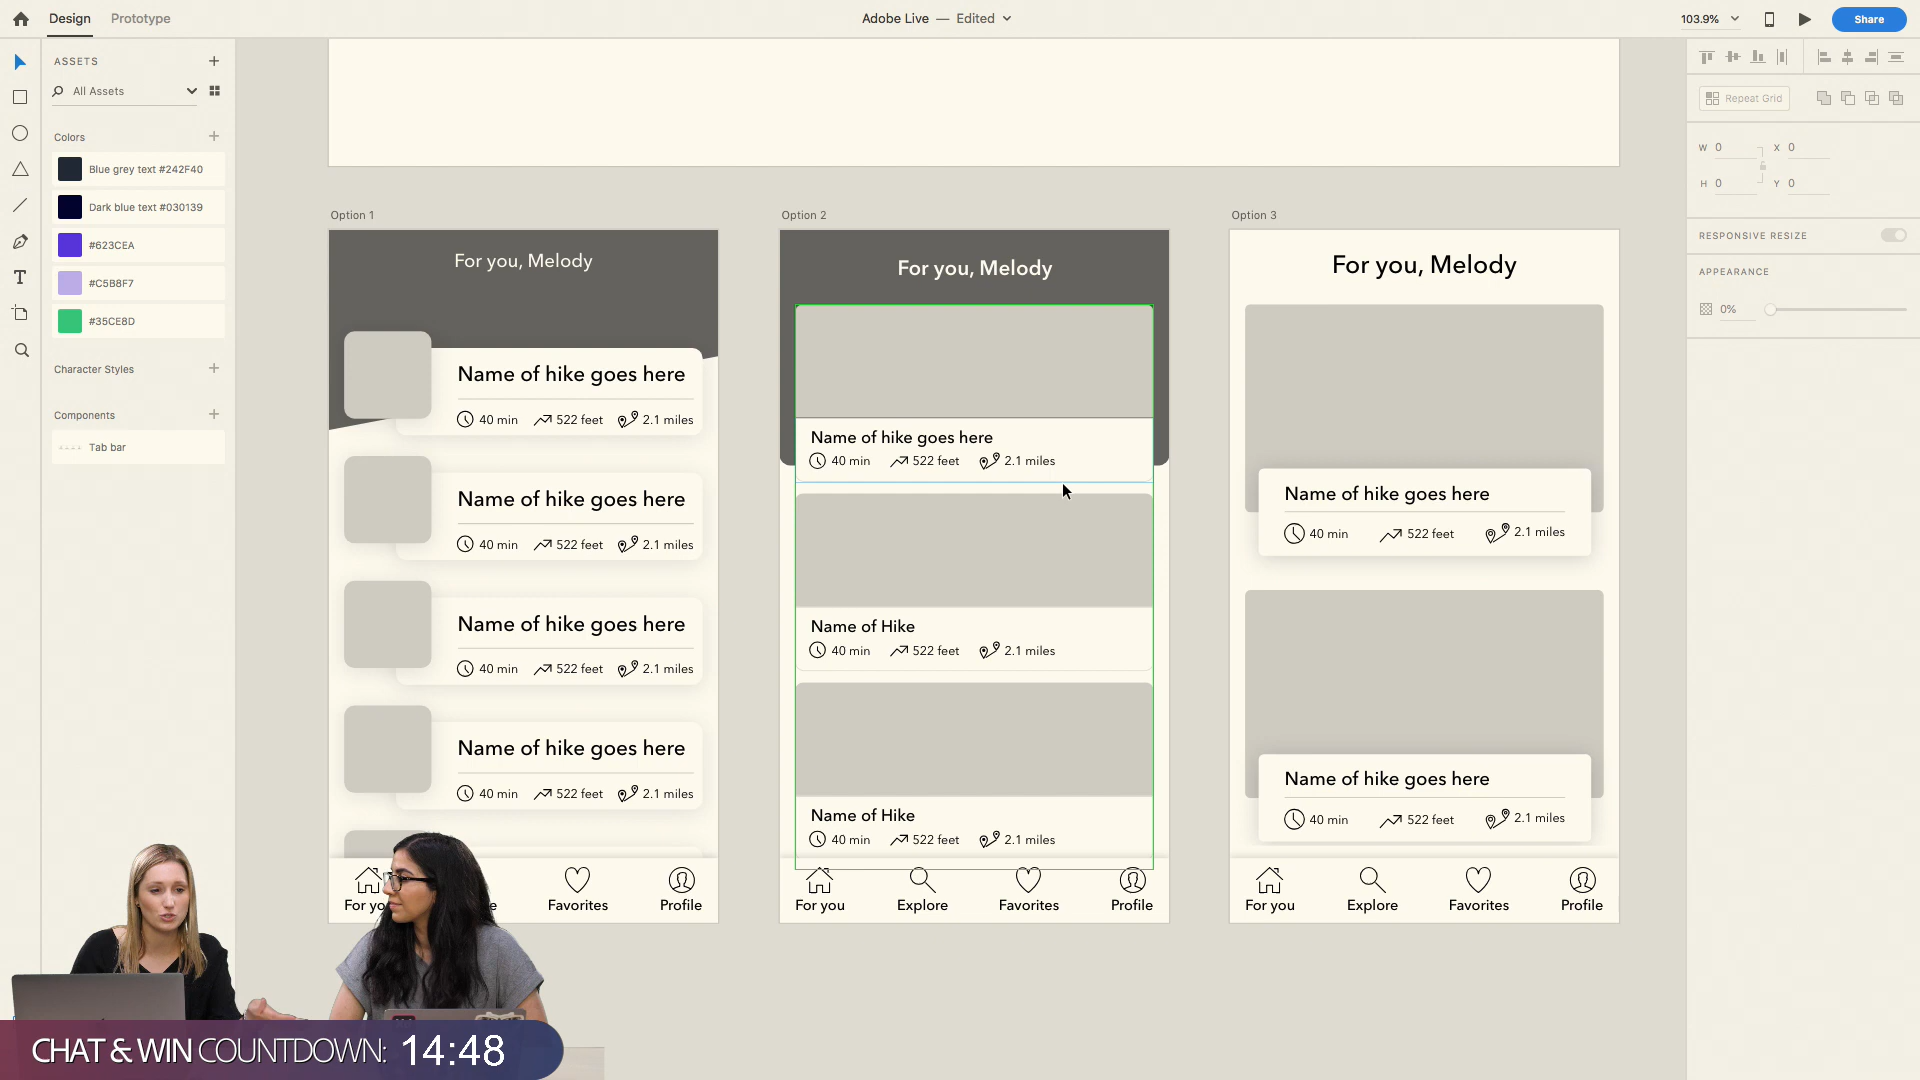 Design
Prototype
Adobe Live — Edited
103.9%
Share
ASSETS
All Assets
Colors
Blue grey text #242F40
Dark blue text #030139
#623CEA
#C5B8F7
#35CE8D
Character Styles
Components
Tab bar
Option 1
For you, Melody
Name of hike goes here
40 min 522 feet 2.1 miles
Name of hike goes here
40 min 522 feet 2.1 miles
Name of hike goes here
40 min 522 feet 2.1 miles
Name of hike goes here
40 min 522 feet 2.1 miles
Favorites Profile
Option 2
For you, Melody
Name of hike goes here
40 min 522 feet 2.1 miles
Name of Hike
40 min 522 feet 2.1 miles
Name of Hike
40 min 522 feet 2.1 miles
For you Explore Favorites Profile
Option 3
For you, Melody
Name of hike goes here
40 min 522 feet 2.1 miles
Name of hike goes here
40 min 522 feet 2.1 miles
For you Explore Favorites Profile
Repeat Grid
W 0 X 0
H 0 Y 0
RESPONSIVE RESIZE
APPEARANCE
0%
CHAT & WIN COUNTDOWN: 14:48